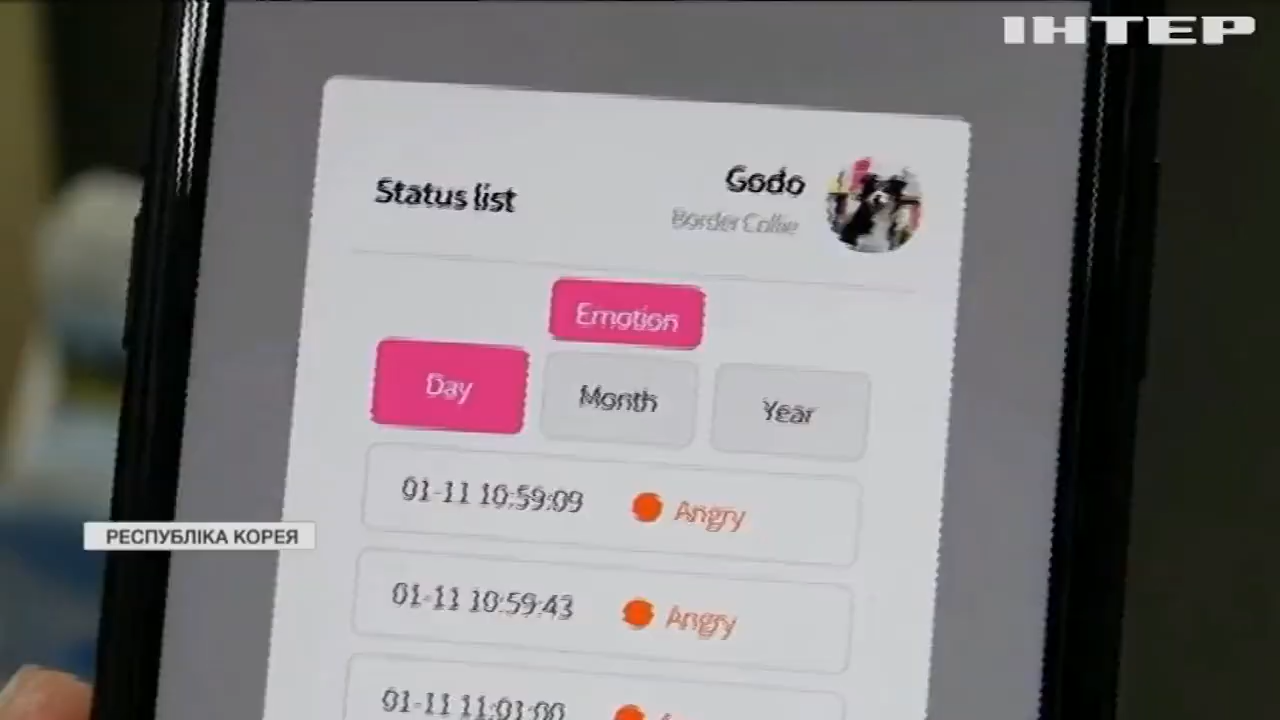 ІНТЕР
Status list
Godo
Border Collie
Emotion
Day
Month
Year
01-11 10:59:09
Angry
01-11 10:59:43
Angry
01-11 11:01:00
РЕСПУБЛІКА КОРЕЯ